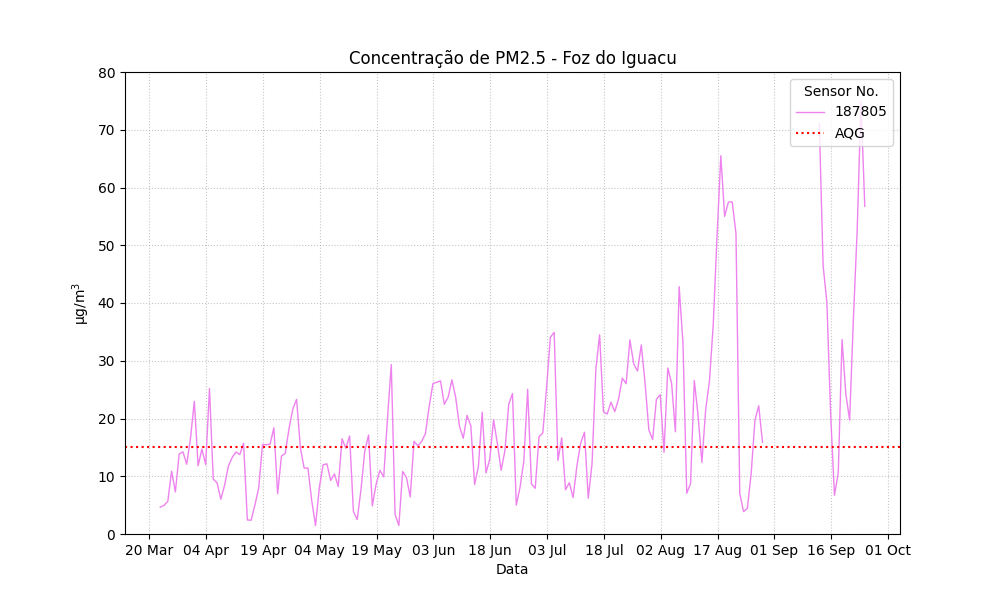 Concentração de PM2.5 - Foz do Iguacu
80
70
60
50
40
30
20
10
0
µg/m³
Sensor No.
187805
AQG
20 Mar 04 Apr 19 Apr 04 May 19 May 03 Jun 18 Jun 03 Jul 18 Jul 02 Aug 17 Aug 01 Sep 16 Sep 01 Oct
Data